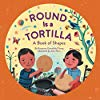 ROUND
Is a
TORTILLA
A Book of Shapes